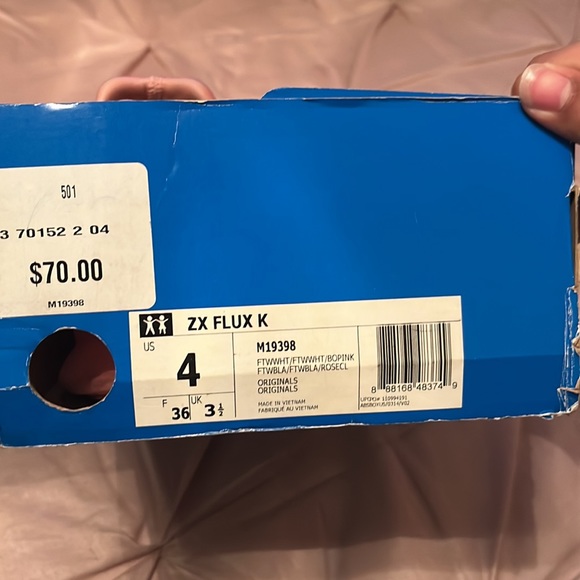 501
3 70152 2 04
$70.00
M19398
ZX FLUX K
US
4
F
36
UK
3½
M19398
FTWWHT/FTWWHT/BOPINK
FTWBLA/FTWBLA/ROSECL
ORIGINALS
ORIGINALS
MADE IN VIETNAM
FABRIQUÉ AU VIETNAM
8 88168 48374 9